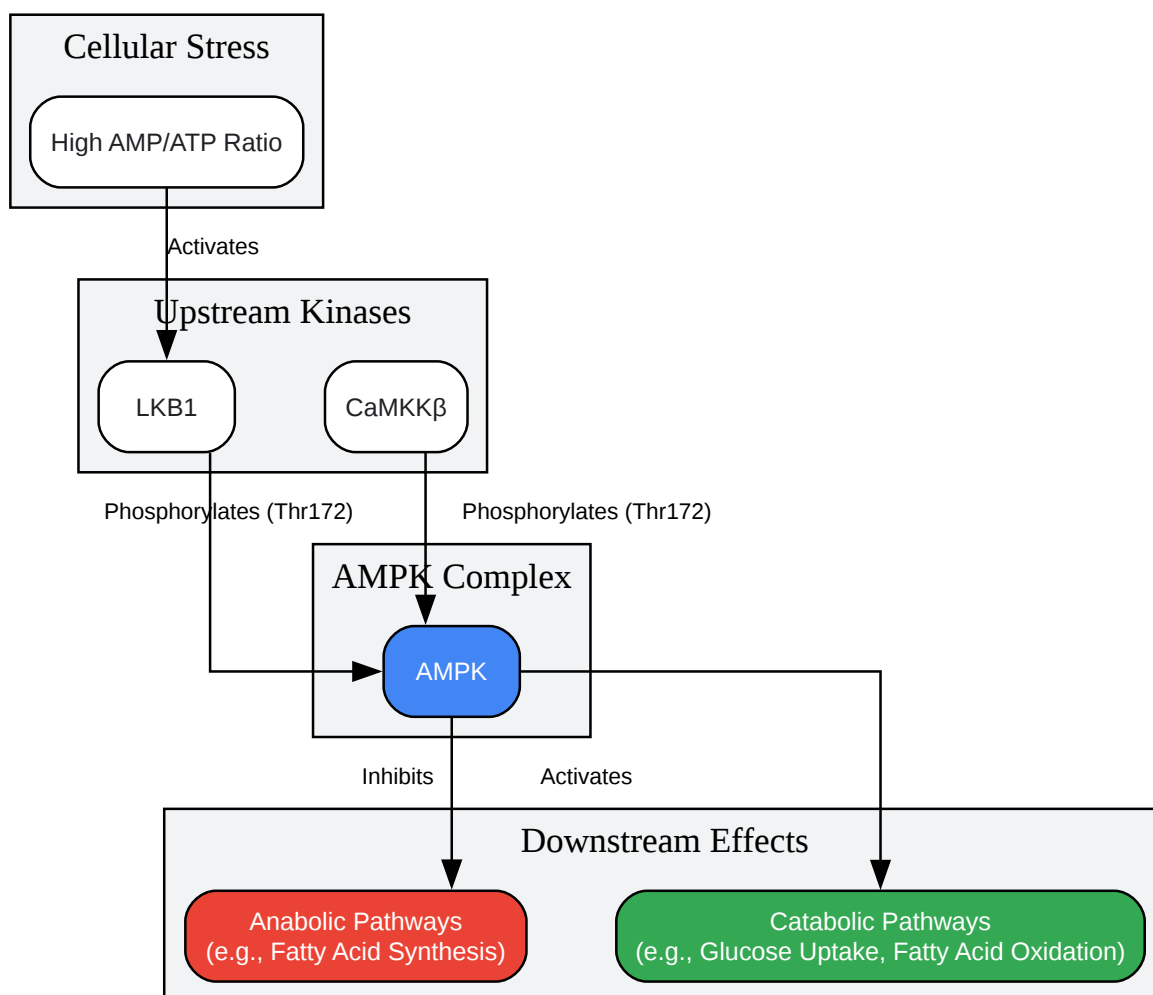 Cellular Stress
High AMP/ATP Ratio
Activates
Upstream Kinases
LKB1
CaMKKβ
Phosphorylates (Thr172)
Phosphorylates (Thr172)
AMPK Complex
AMPK
Inhibits
Activates
Downstream Effects
Anabolic Pathways
(e.g., Fatty Acid Synthesis)
Catabolic Pathways
(e.g., Glucose Uptake, Fatty Acid Oxidation)